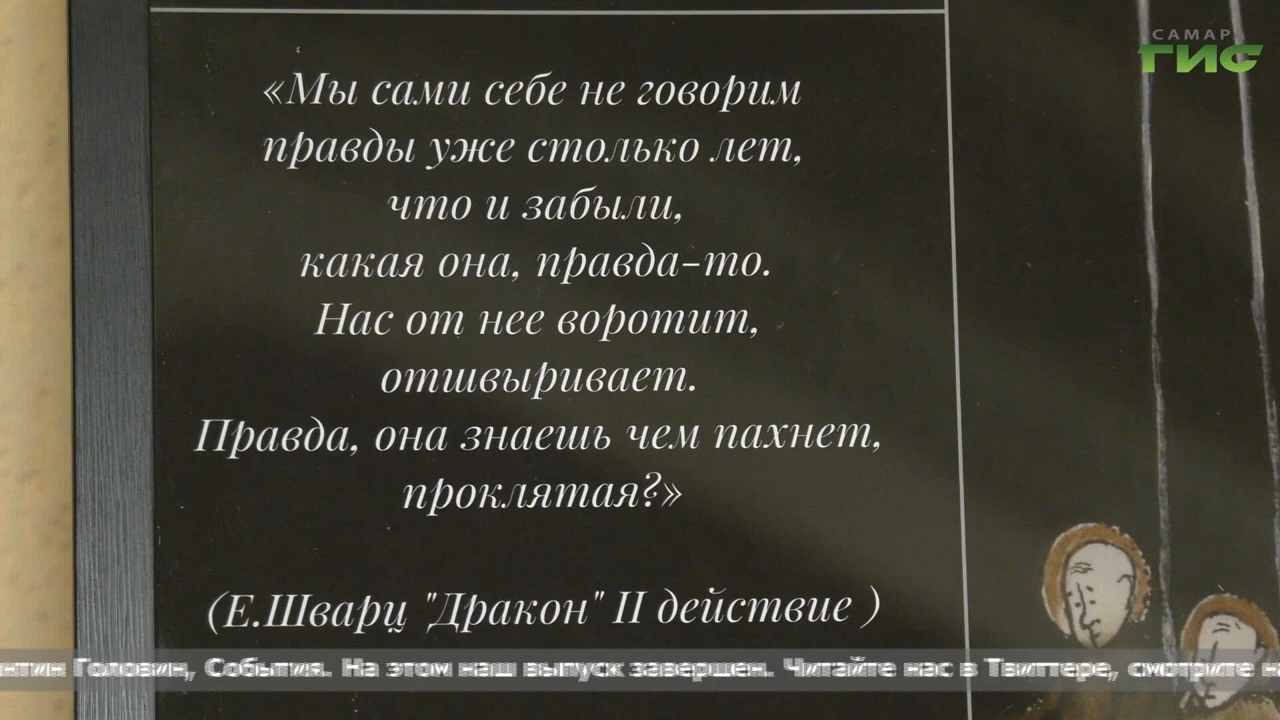 САМАРА
ГИС
«Мы сами себе не говорим
правды уже столько лет,
что и забыли,
какая она, правда-то.
Нас от нее воротит,
отшвыривает.
Правда, она знаешь чем пахнет,
проклятая?»
(Е.Шварц "Дракон" II действие )
Головин, События. На этом наш выпуск завершен. Читайте нас в Твиттере, смотрите